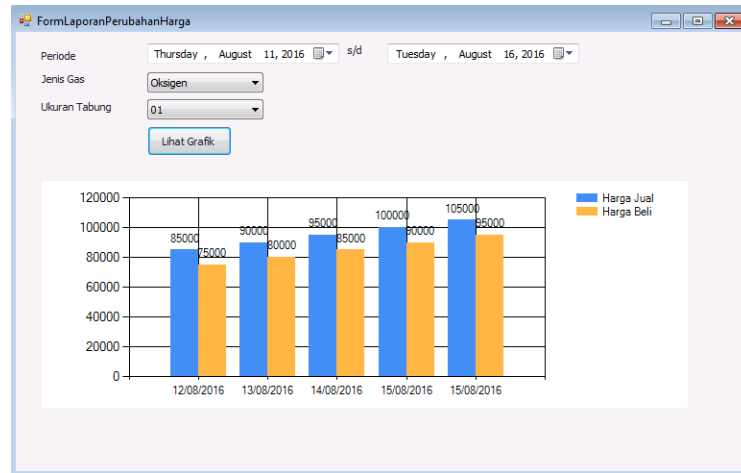 FormLaporanPerubahanHarga
Periode Thursday , August 11, 2016 s/d Tuesday , August 16, 2016
Jenis Gas Oksigen
Ukuran Tabung 01
Lihat Grafik
Harga Jual
Harga Beli
120000
100000
80000
60000
40000
20000
0
85000 75000 90000 80000 95000 85000 100000 90000 105000 95000
12/08/2016 13/08/2016 14/08/2016 15/08/2016 15/08/2016